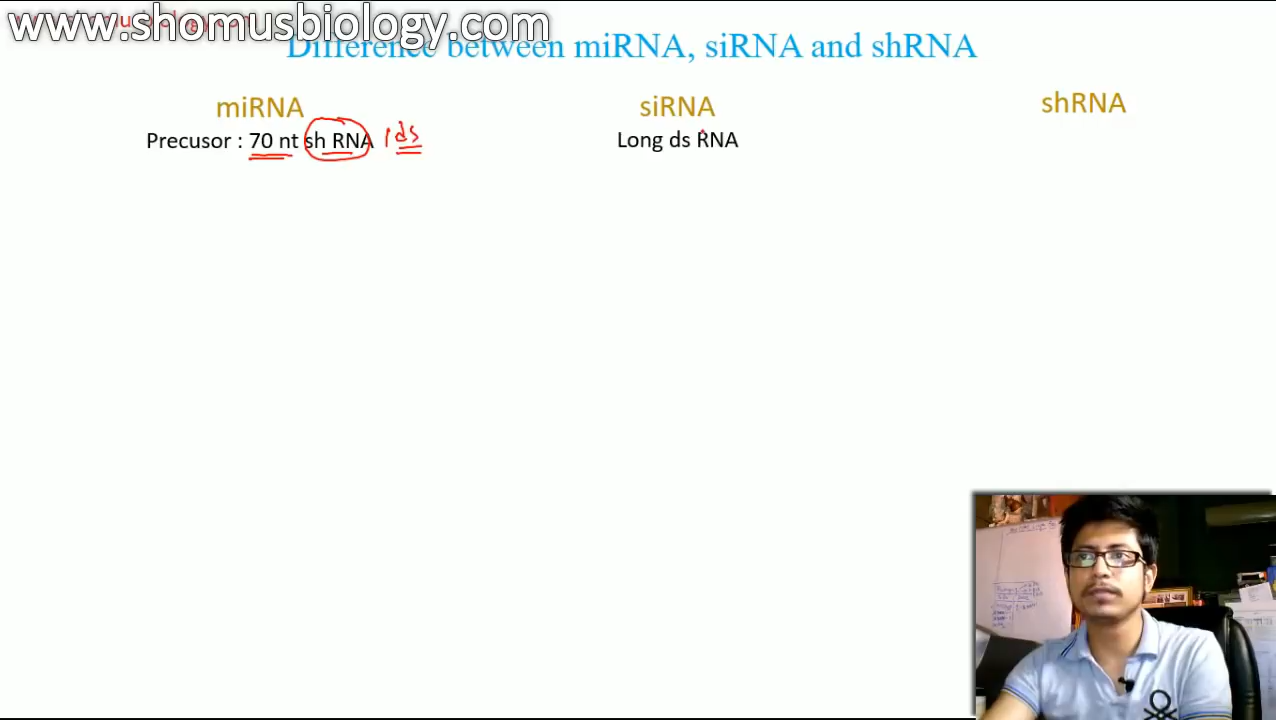 www.shomusbiology.com
Difference between miRNA, siRNA and shRNA
miRNA siRNA shRNA
Precusor : 70 nt sh RNA / ds Long ds RNA